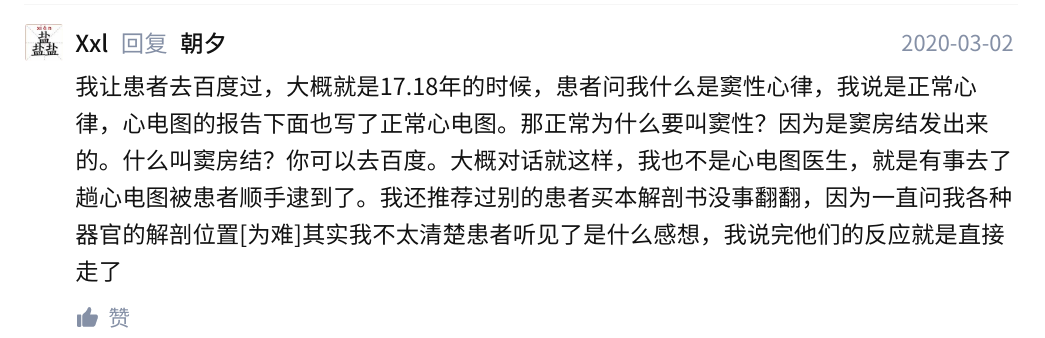 Xxl 回复 朝夕 2020-03-02
我让患者去百度过，大概就是17.18年的时候，患者问我什么是窦性心律，我说是正常心
律，心电图的报告下面也写了正常心电图。那正常为什么要叫窦性？因为是窦房结发出来
的。什么叫窦房结？你可以去百度。大概对话就这样，我也不是心电图医生，就是有事去了
趟心电图被患者顺手逮到了。我还推荐过别的患者买本解剖书没事翻翻，因为一直问我各种
器官的解剖位置[为难]其实我不太清楚患者听见了是什么感想，我说完他们的反应就是直接
走了
赞